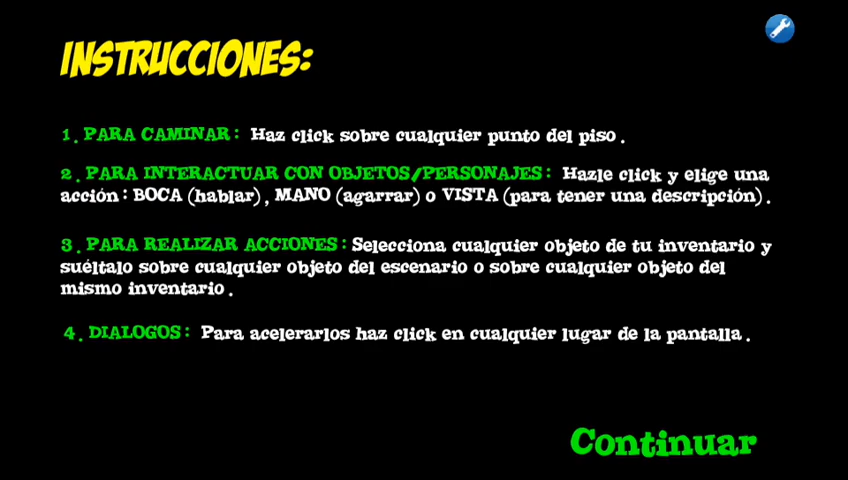 INSTRUCCIONES:
1. PARA CAMINAR: Haz click sobre cualquier punto del piso.
2. PARA INTERACTUAR CON OBJETOS/PERSONAJES: Hazle click y elige una
acción: BOCA (hablar), MANO (agarrar) o VISTA (para tener una descripción).
3. PARA REALIZAR ACCIONES: Selecciona cualquier objeto de tu inventario y
suéltalo sobre cualquier objeto del escenario o sobre cualquier objeto del
mismo inventario.
4. DIALOGOS: Para acelerarlos haz click en cualquier lugar de la pantalla.
Continuar